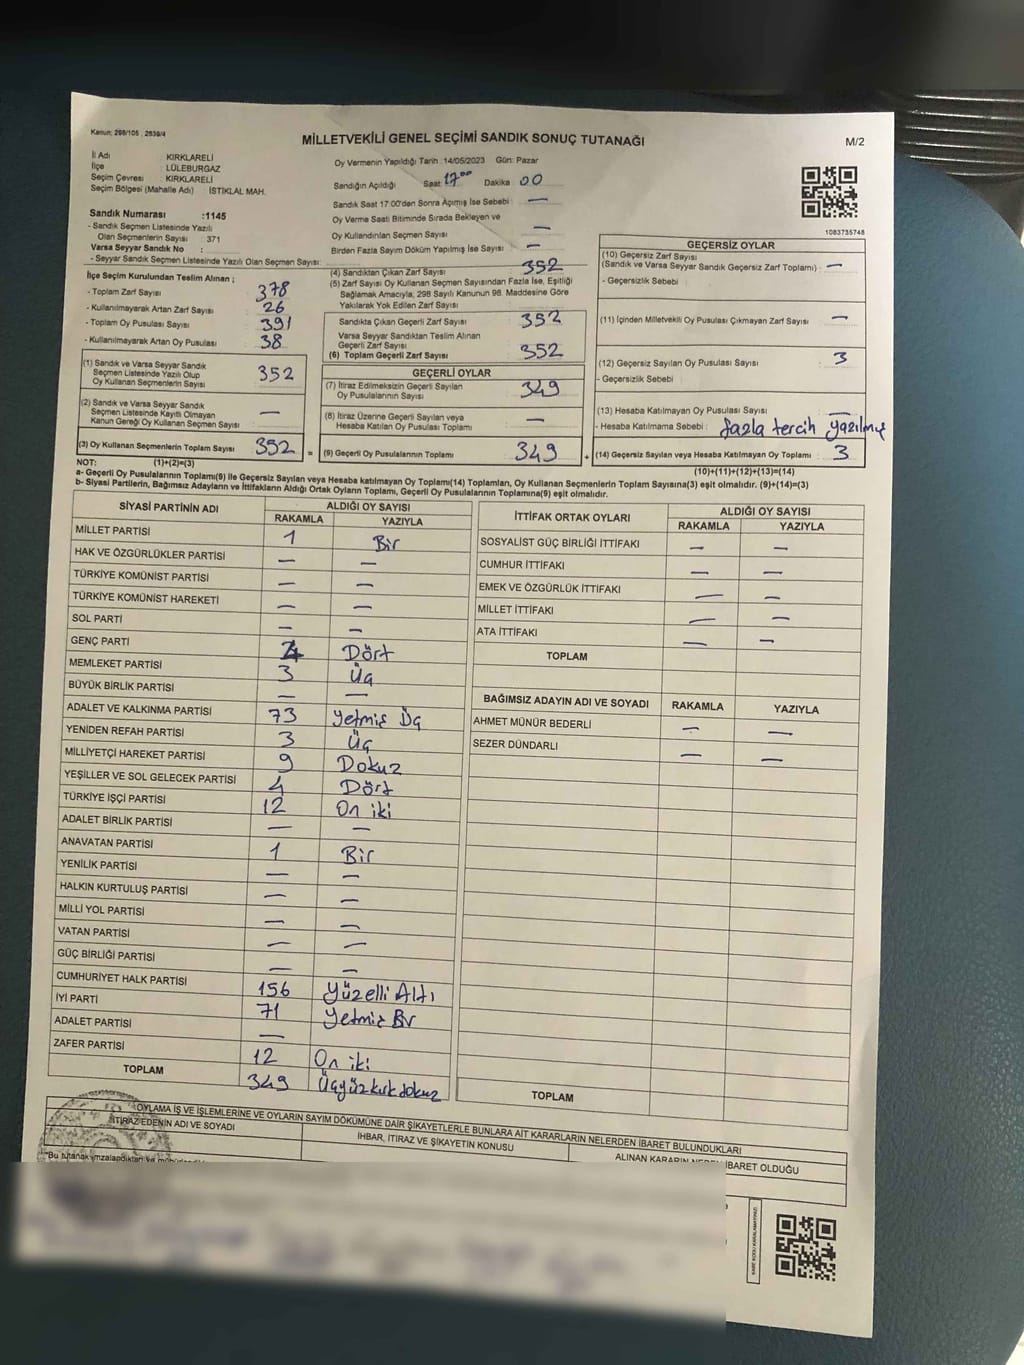 Kanun: 298/105 , 2839/4
MİLLETVEKİLİ GENEL SEÇİMİ SANDIK SONUÇ TUTANAĞI
M/2
İl Adı : KIRKLARELİ
İlçe : LÜLEBURGAZ
Seçim Çevresi : KIRKLARELİ
Seçim Bölgesi (Mahalle Adı) İSTİKLAL MAH.
Sandık Numarası :1145
- Sandık Seçmen Listesinde Yazılı
Olan Seçmenlerin Sayısı : 371
Varsa Seyyar Sandık No :
- Seyyar Sandık Seçmen Listesinde Yazılı Olan Seçmen Sayısı:
Oy Vermenin Yapıldığı Tarih :14/05/2023 Gün: Pazar
Sandığın Açıldığı Saat 17⁰⁰ Dakika 00
Sandık Saat 17:00'den Sonra Açımış İse Sebebi : —
Oy Verme Saati Bitiminde Sırada Bekleyen ve
Oy Kullandırılan Seçmen Sayısı —
Birden Fazla Sayım Döküm Yapılmış İse Sayısı : —
1083735748
İlçe Seçim Kurulundan Teslim Alınan ;
- Toplam Zarf Sayısı 378
- Kullanılmayarak Artan Zarf Sayısı : 26
- Toplam Oy Pusulası Sayısı 391
- Kullanılmayarak Artan Oy Pusulası : 38
(1) Sandık ve Varsa Seyyar Sandık
Seçmen Listesinde Yazılı Olup
Oy Kullanan Seçmenlerin Sayısı 352
(2) Sandık ve Varsa Seyyar Sandık
Seçmen Listesinde Kayıtlı Olmayan
Kanun Gereği Oy Kullanan Seçmen Sayısı : —
(3) Oy Kullanan Seçmenlerin Toplam Sayısı 352
(1)+(2)=(3)
(4) Sandıktan Çıkan Zarf Sayısı 352
(5) Zarf Sayısı Oy Kullanan Seçmen Sayısından Fazla İse, Eşitliği
Sağlamak Amacıyla; 298 Sayılı Kanunun 98. Maddesine Göre
Yakılarak Yok Edilen Zarf Sayısı :
Sandıkta Çıkan Geçerli Zarf Sayısı 352
Varsa Seyyar Sandıktan Teslim Alınan
Geçerli Zarf Sayısı
(6) Toplam Geçerli Zarf Sayısı 352
GEÇERLİ OYLAR
(7) İtiraz Edilmeksizin Geçerli Sayılan
Oy Pusulalarının Sayısı 349
(8) İtiraz Üzerine Geçerli Sayılan veya
Hesaba Katılan Oy Pusulası Toplamı —
= (9) Geçerli Oy Pusulalarının Toplamı 349
GEÇERSİZ OYLAR
(10) Geçersiz Zarf Sayısı
(Sandık ve Varsa Seyyar Sandık Geçersiz Zarf Toplamı) : —
- Geçersizlik Sebebi :
(11) İçinden Milletvekili Oy Pusulası Çıkmayan Zarf Sayısı : —
(12) Geçersiz Sayılan Oy Pusulası Sayısı : 3
- Geçersizlik Sebebi
(13) Hesaba Katılmayan Oy Pusulası Sayısı : —
- Hesaba Katılmama Sebebi : fazla tercih yazılmış
+ (14) Geçersiz Sayılan veya Hesaba Katılmayan Oy Toplamı : 3
(10)+(11)+(12)+(13)=(14)
NOT:
a- Geçerli Oy Pusulalarının Toplamı(9) ile Geçersiz Sayılan veya Hesaba Katılmayan Oy Toplamı(14) Toplamları, Oy Kullanan Seçmenlerin Toplam Sayısına(3) eşit olmalıdır. (9)+(14)=(3)
b- Siyasi Partilerin, Bağımsız Adayların ve İttifakların Aldığı Ortak Oyların Toplamı, Geçerli Oy Pusulalarının Toplamına(9) eşit olmalıdır.
SİYASİ PARTİNİN ADI ALDIĞI OY SAYISI
RAKAMLA YAZIYLA
MİLLET PARTİSİ 1 Bir
HAK VE ÖZGÜRLÜKLER PARTİSİ — —
TÜRKİYE KOMÜNİST PARTİSİ — —
TÜRKİYE KOMÜNİST HAREKETİ — —
SOL PARTİ — —
GENÇ PARTİ 4 Dört
MEMLEKET PARTİSİ 3 Üç
BÜYÜK BİRLİK PARTİSİ — —
ADALET VE KALKINMA PARTİSİ 73 Yetmiş Üç
YENİDEN REFAH PARTİSİ 3 Üç
MİLLİYETÇİ HAREKET PARTİSİ 9 Dokuz
YEŞİLLER VE SOL GELECEK PARTİSİ 4 Dört
TÜRKİYE İŞÇİ PARTİSİ 12 On iki
ADALET BİRLİK PARTİSİ — —
ANAVATAN PARTİSİ 1 Bir
YENİLİK PARTİSİ — —
HALKIN KURTULUŞ PARTİSİ — —
MİLLİ YOL PARTİSİ — —
VATAN PARTİSİ — —
GÜÇ BİRLİĞİ PARTİSİ — —
CUMHURİYET HALK PARTİSİ 156 Yüzelli Altı
İYİ PARTİ 71 Yetmiş Bir
ADALET PARTİSİ —
ZAFER PARTİSİ 12 On iki
TOPLAM 349 Üçyüzkırkdokuz
İTTİFAK ORTAK OYLARI ALDIĞI OY SAYISI
RAKAMLA YAZIYLA
SOSYALİST GÜÇ BİRLİĞİ İTTİFAKI — —
CUMHUR İTTİFAKI — —
EMEK VE ÖZGÜRLÜK İTTİFAKI — —
MİLLET İTTİFAKI — —
ATA İTTİFAKI — —
TOPLAM
BAĞIMSIZ ADAYIN ADI VE SOYADI RAKAMLA YAZIYLA
AHMET MÜNÜR BEDERLİ — —
SEZER DÜNDARLI — —
TOPLAM
OYLAMA İŞ VE İŞLEMLERİNE VE OYLARIN SAYIM DÖKÜMÜNE DAİR ŞİKAYETLERLE BUNLARA AİT KARARLARIN NELERDEN İBARET BULUNDUKLARI
İTİRAZ EDENİN ADI VE SOYADI İHBAR, İTİRAZ VE ŞİKAYETİN KONUSU ALINAN KARARIN NEDEN İBARET OLDUĞU
"Bu tutanak imzalandıktan ve